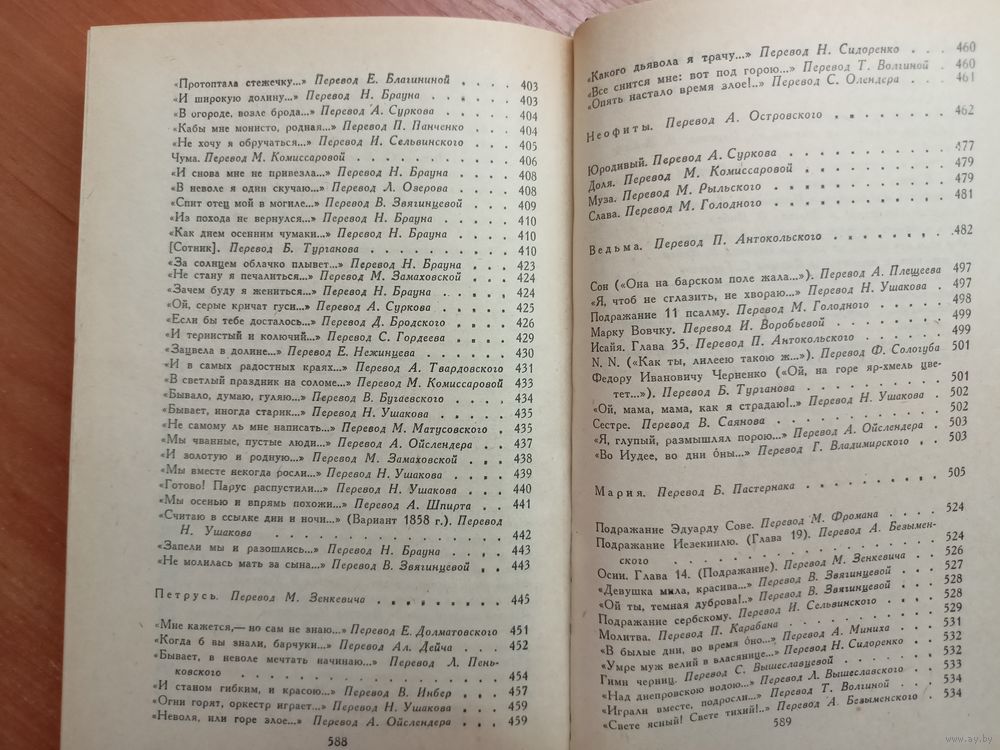 «Протоптала стежечку...» Перевод Е. Благининой . . . . 403
«И широкую долину...» Перевод Н. Брауна . . . . 403
«В огороде, возле брода...» Перевод А. Суркова . . . . 404
«Кабы мне монисто, родная...» Перевод П. Панченко . . . 404
«Не хочу я обручаться...» Перевод И. Сельвинского . . . 405
Чума. Перевод М. Комиссаровой . . . . . . . 406
«И снова мне не привезла...» Перевод Н. Брауна . . . . 408
«В неволе я один скучаю...» Перевод Л. Озерова . . . . 408
«Спит отец мой в могиле...» Перевод В. Звягинцевой . . . 409
«Из похода не вернулся...» Перевод Н. Брауна . . . . 410
«Как днем осенним чумаки...» Перевод Н. Брауна . . . . 410
[Сотник]. Перевод Б. Турганова . . . . . . . 410
«За солнцем облачко плывет...» Перевод Н. Брауна . . . 423
«Не стану я печалиться...» Перевод М. Замаховской . . . 424
«Зачем буду я жениться...» Перевод Н. Брауна . . . . 424
«Ой, серые кричат гуси...» Перевод А. Суркова . . . . 425
«Если бы тебе досталось...» Перевод Д. Бродского . . . . 426
«И тернистый и колючий...» Перевод С. Гордеева . . . . 429
«Зацвела в долине...» Перевод Е. Нежинцева . . . . 430
«И в самых радостных краях...» Перевод А. Твардовского 431
«В светлый праздник на соломе...» Перевод М. Комиссаровой 433
«Бывало, думаю, гуляю...» Перевод В. Бугаевского . . . 434
«Бывает, иногда старик...» Перевод Н. Ушакова . . . . 435
«Не самому ль мне написать...» Перевод М. Матусовского . 435
«Мы чванные, пустые люди...» Перевод А. Ойслендера . . 437
«И золотую и родную...» Перевод М. Замаховской . . . 438
«Мы вместе некогда росли...» Перевод Н. Ушакова . . . 439
«Готово! Парус распустили...» Перевод Н. Ушакова . . . 440
«Мы осенью и впрямь похожи...» Перевод А. Шпирта . . . 441
«Считаю в ссылке дни и ночи...» (Вариант 1858 г.). Перевод
Н. Ушакова . . . . . . . . . . 442
«Запели мы и разошлись...» Перевод Н. Брауна . . . . 443
«Не молилась мать за сына...» Перевод В. Звягинцевой . . 443
Петрусь. Перевод М. Зенкевича . . . . . . . 445
«Мне кажется,— но сам не знаю...» Перевод Е. Долматовского 451
«Когда б вы знали, барчуки...» Перевод Ал. Дейча . . . 452
«Бывает, в неволе мечтать начинаю...» Перевод Л. Пень-
ковского . . . . . . . . . . 454
«И станом гибким, и красою...» Перевод В. Инбер . . . 457
«Огни горят, оркестр играет...» Перевод Н. Ушакова . . . 459
«Неволя, или горе злое...» Перевод А. Ойслендера . . . 459
588
«Какого дьявола я трачу...» Перевод Н. Сидоренко . . . 460
«Все снится мне: вот под горою...» Перевод Т. Волгиной . 460
«Опять настало время злое!..» Перевод С. Олендера . . . 461
Неофиты. Перевод А. Островского . . . . . . 462
Юродивый. Перевод А. Суркова . . . . . . . 477
Доля. Перевод М. Комиссаровой . . . . . . . 479
Муза. Перевод М. Рыльского . . . . . . . 479
Слава. Перевод М. Голодного . . . . . . . 481
Ведьма. Перевод П. Антокольского . . . . . . 482
Сон («Она на барском поле жала...»). Перевод А. Плещеева 497
«Я, чтоб не сглазить, не хвораю...» Перевод Н. Ушакова . 497
Подражание 11 псалму. Перевод М. Голодного . . . . 498
Марку Вовчку. Перевод И. Воробьевой . . . . . 499
Исайя. Глава 35. Перевод П. Антокольского . . . . 499
N. N. («Как ты, лилеею такою ж...»). Перевод Ф. Сологуба 501
Федору Ивановичу Черненко («Ой, на горе яр-хмель цве-
тет...»). Перевод Б. Турганова . . . . . . . 501
«Ой, мама, мама, как я страдаю!..» Перевод Н. Ушакова . 502
Сестре. Перевод В. Саянова . . . . . . . 502
«Я, глупый, размышлял порою...» Перевод А. Ойслендера . 503
«Во Иудее, во дни óны...» Перевод Г. Владимирского . . 503
Мария. Перевод Б. Пастернака . . . . . . . 505
Подражание Эдуарду Сове. Перевод М. Фромана . . . . 524
Подражание Иезекиилю. (Глава 19). Перевод А. Безымен-
ского . . . . . . . . . . . 524
Осии. Глава 14. (Подражание). Перевод М. Зенкевича . . 526
«Девушка мила, красива...» Перевод В. Звягинцевой . . . 527
«Ой ты, темная дуброва!..» Перевод В. Звягинцевой . . . 528
Подражание сербскому. Перевод И. Сельвинского . . . 529
Молитва. Перевод П. Карабана . . . . . . . 531
«В былые дни, во время óно...» Перевод А. Миниха . . . 532
«Умре муж велий в власянице...» Перевод Н. Сидоренко . 532
Гимн черниц. Перевод С. Вышеславцевой . . . . . 533
«Над днепровскою водою...» Перевод Л. Вышеславского . . 533
«Играли вместе, подросли...» Перевод Т. Волгиной . . . 534
«Свете ясный! Свете тихий!..» Перевод А. Безыменского . 534
589
www.ay.by